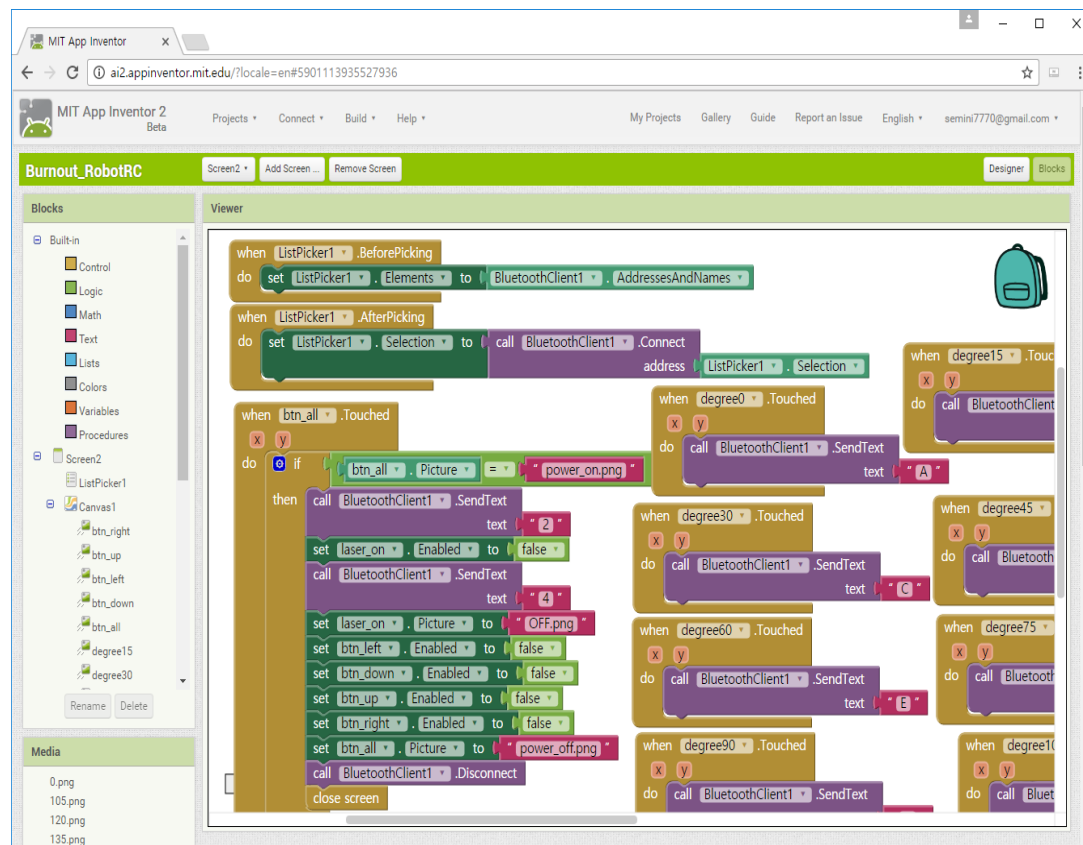 MIT App Inventor
ai2.appinventor.mit.edu/?locale=en#5901113935527936
MIT App Inventor 2
Beta
Projects Connect Build Help My Projects Gallery Guide Report an Issue English semini7770@gmail.com
Burnout_RobotRC Screen2 Add Screen ... Remove Screen Designer Blocks
Blocks
Built-in
Control
Logic
Math
Text
Lists
Colors
Variables
Procedures
Screen2
ListPicker1
Canvas1
btn_right
btn_up
btn_left
btn_down
btn_all
degree15
degree30
Rename Delete
Media
0.png
105.png
120.png
135.png
Viewer
when ListPicker1 .BeforePicking
do set ListPicker1 . Elements to BluetoothClient1 . AddressesAndNames
when ListPicker1 .AfterPicking
do set ListPicker1 . Selection to call BluetoothClient1 .Connect
address ListPicker1 . Selection
when btn_all .Touched
x y
do if btn_all . Picture = " power_on.png "
then call BluetoothClient1 .SendText
text " 2 "
set laser_on . Enabled to false
call BluetoothClient1 .SendText
text " 4 "
set laser_on . Picture to " OFF.png "
set btn_left . Enabled to false
set btn_down . Enabled to false
set btn_up . Enabled to false
set btn_right . Enabled to false
set btn_all . Picture to " power_off.png "
call BluetoothClient1 .Disconnect
close screen
when degree0 .Touched
x y
do call BluetoothClient1 .SendText
text " A "
when degree30 .Touched
x y
do call BluetoothClient1 .SendText
text " C "
when degree60 .Touched
x y
do call BluetoothClient1 .SendText
text " E "
when degree90 .Touched
x y
do call BluetoothClient1 .SendText
when degree15 .Touc
x y
do call BluetoothClient
when degree45
x y
do call Bluetooth
when degree75
x y
do call Bluetooth
when degree10
x y
do call Bluet